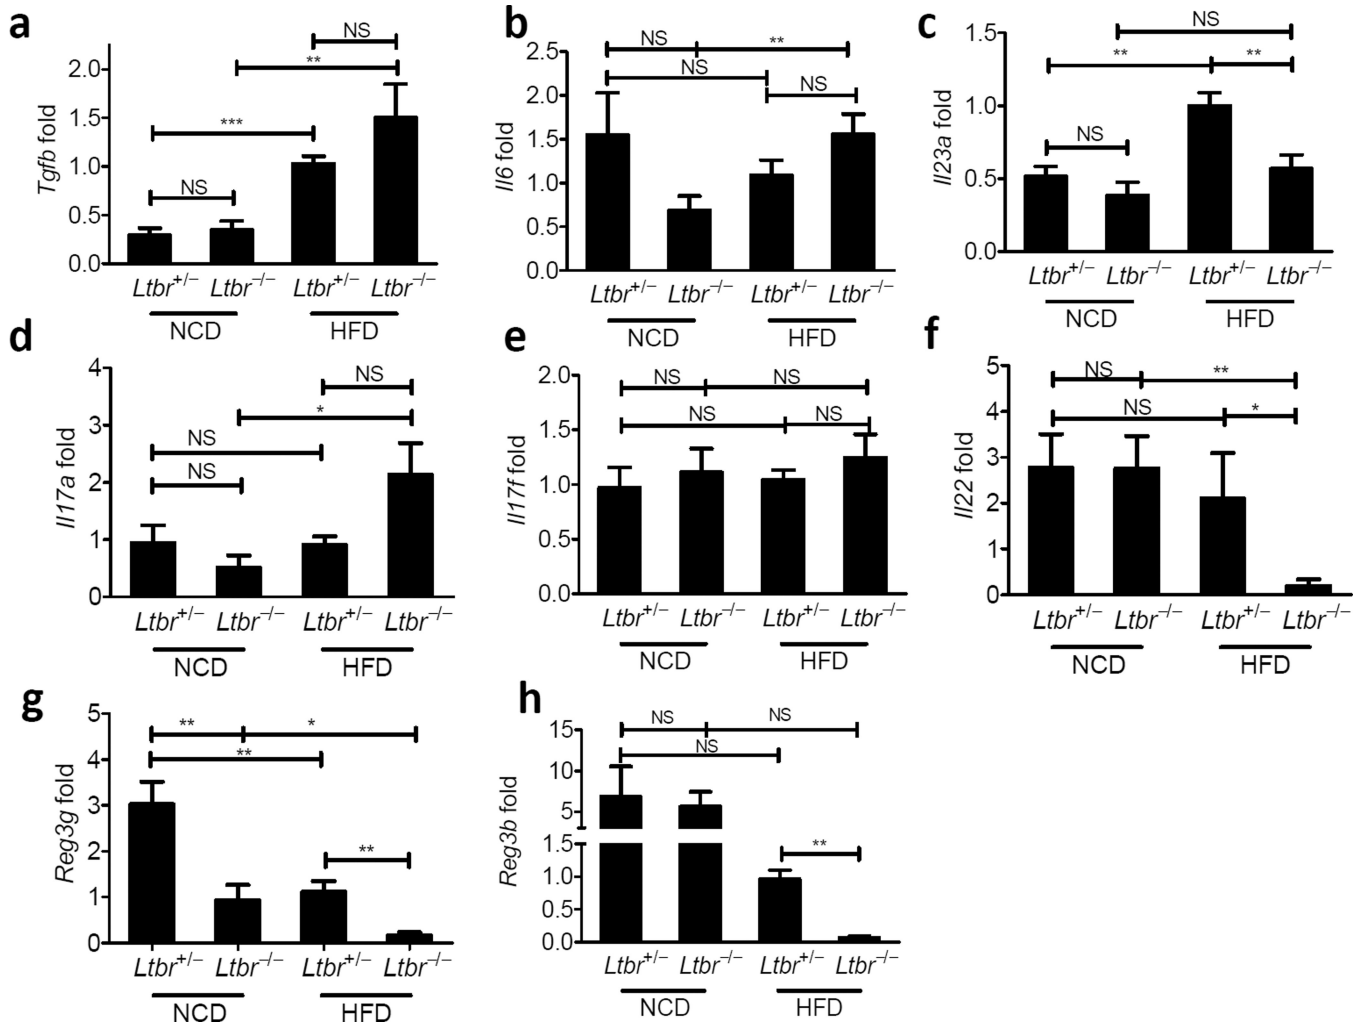 a
NS
**
***
NS
Tgfb fold
2.0
1.5
1.0
0.5
0.0
Ltbr+/– Ltbr–/– Ltbr+/– Ltbr–/–
NCD HFD
b
NS **
NS
NS
Il6 fold
2.5
2.0
1.5
1.0
0.5
0.0
Ltbr+/– Ltbr–/– Ltbr+/– Ltbr–/–
NCD HFD
c
NS
** **
NS
Il23a fold
1.5
1.0
0.5
0.0
Ltbr+/– Ltbr–/– Ltbr+/– Ltbr–/–
NCD HFD
d
NS
*
NS
NS
Il17a fold
4
3
2
1
0
Ltbr+/– Ltbr–/– Ltbr+/– Ltbr–/–
NCD HFD
e
NS NS
NS NS
Il17f fold
2.0
1.5
1.0
0.5
0.0
Ltbr+/– Ltbr–/– Ltbr+/– Ltbr–/–
NCD HFD
f
NS **
NS *
Il22 fold
5
4
3
2
1
0
Ltbr+/– Ltbr–/– Ltbr+/– Ltbr–/–
NCD HFD
g
** *
**
**
Reg3g fold
5
4
3
2
1
0
Ltbr+/– Ltbr–/– Ltbr+/– Ltbr–/–
NCD HFD
h
NS NS
NS
**
Reg3b fold
15
10
5
1.5
1.0
0.5
0.0
Ltbr+/– Ltbr–/– Ltbr+/– Ltbr–/–
NCD HFD